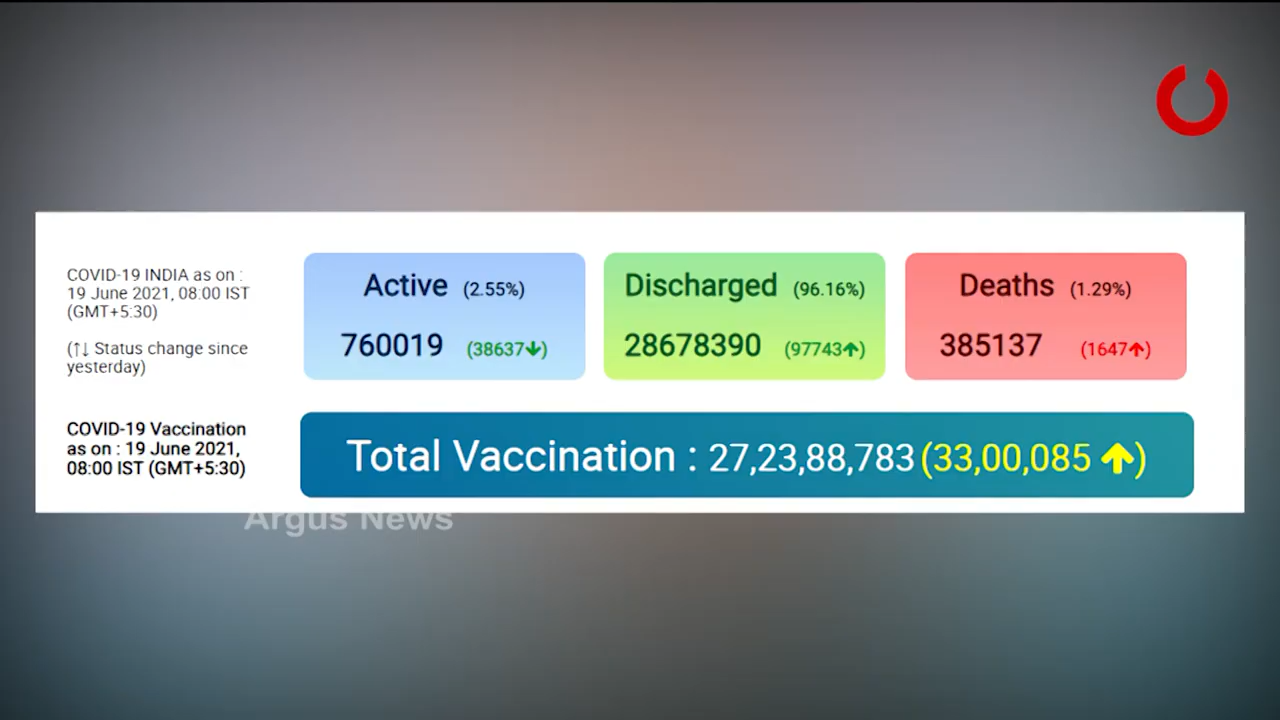 COVID-19 INDIA as on :
19 June 2021, 08:00 IST
(GMT+5:30)
(↑↓ Status change since
yesterday)
Active (2.55%)
760019 (38637↓)
Discharged (96.16%)
28678390 (97743↑)
Deaths (1.29%)
385137 (1647↑)
COVID-19 Vaccination
as on : 19 June 2021,
08:00 IST (GMT+5:30)
Total Vaccination : 27,23,88,783 (33,00,085 ↑)
Argus News